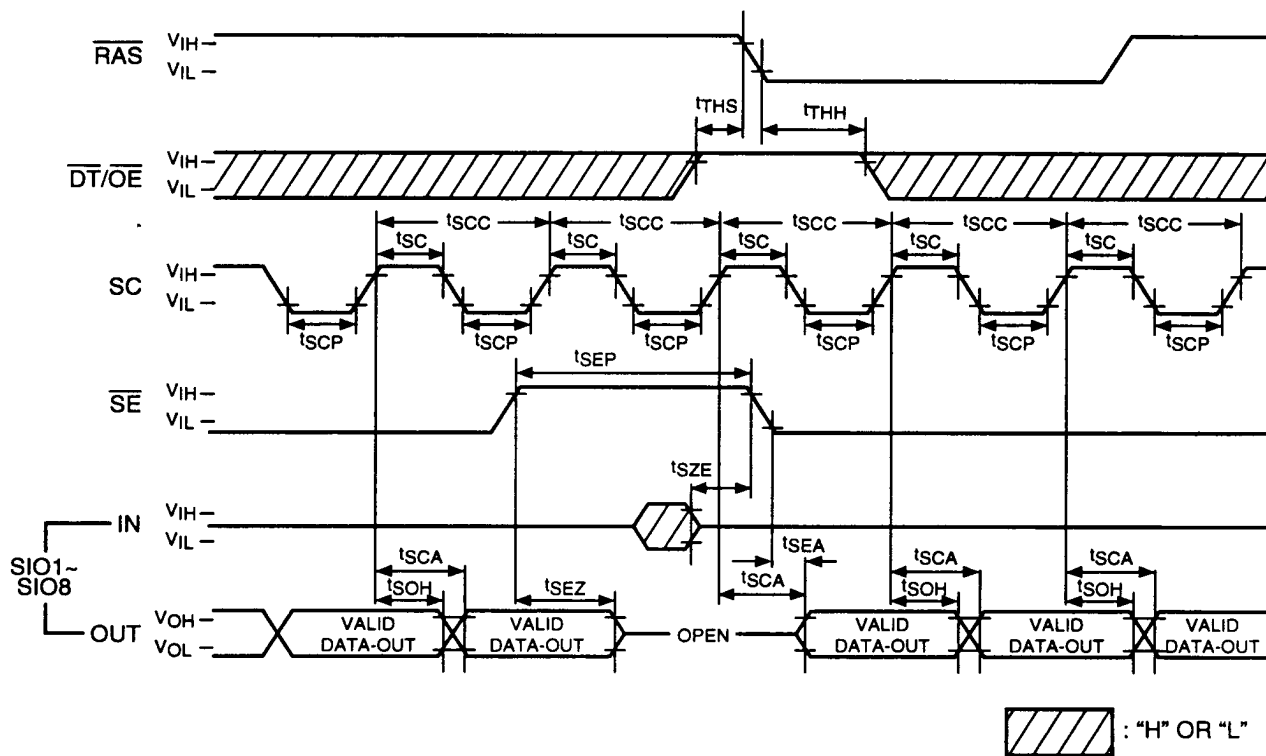 RAS VIH
VIL
tTHS tTHH
DT/OE VIH
VIL
tSCC tSCC tSCC tSCC tSCC
tSC tSC tSC tSC tSC
SC VIH
VIL
tSCP tSCP tSCP tSCP tSCP tSCP
tSEP
SE VIH
VIL
tSZE
IN VIH
VIL
SIO1~
SIO8
tSEA
tSCA tSCA tSCA tSCA
tSOH tSEZ tSOH tSOH
OUT VOH
VOL
VALID
DATA-OUT
VALID
DATA-OUT
OPEN
VALID
DATA-OUT
VALID
DATA-OUT
VALID
DATA-OUT
: "H" OR "L"